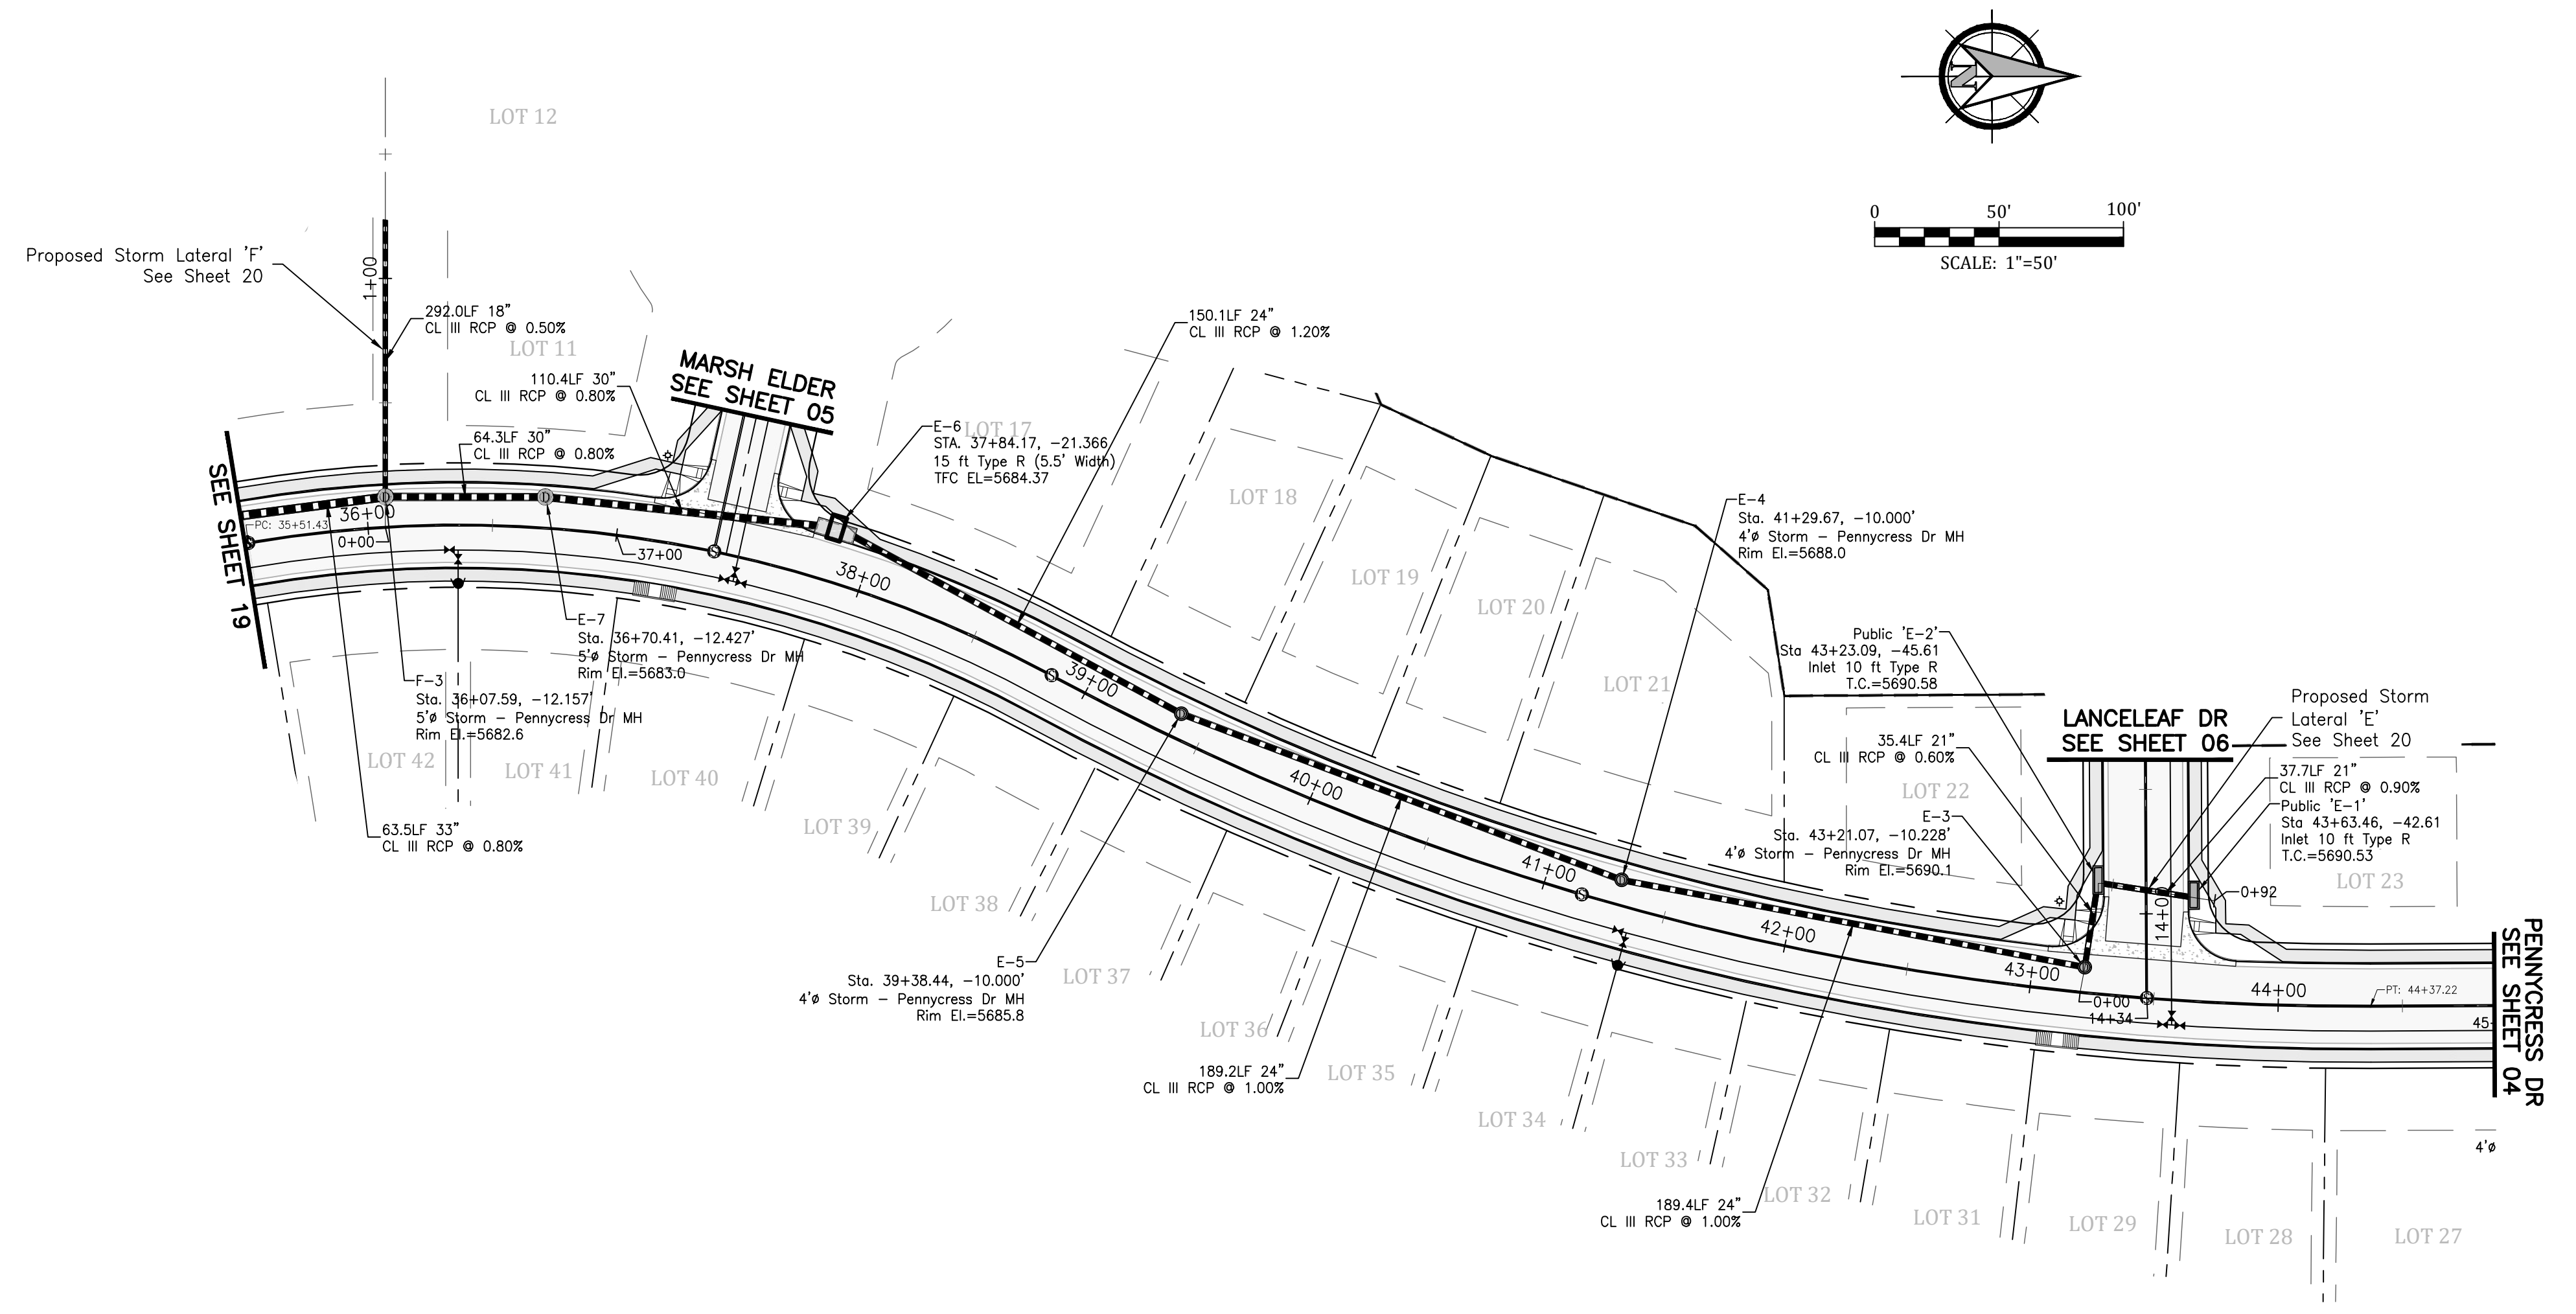 LOT 12
N
0 50' 100'
SCALE: 1"=50'
Proposed Storm Lateral 'F'
See Sheet 20
1+00
292.0LF 18"
CL III RCP @ 0.50%
LOT 11
110.4LF 30"
CL III RCP @ 0.80%
64.3LF 30"
CL III RCP @ 0.80%
MARSH ELDER
SEE SHEET 05
150.1LF 24"
CL III RCP @ 1.20%
LOT 17
E-6
STA. 37+84.17, -21.366
15 ft Type R (5.5' Width)
TFC EL=5684.37
SEE SHEET 19
PC: 35+51.43
36+00
0+00
37+00
38+00
39+00
40+00
41+00
42+00
43+00
44+00
45
LOT 18
LOT 19
LOT 20
LOT 21
E-4
Sta. 41+29.67, -10.000'
4'ø Storm - Pennycress Dr MH
Rim El.=5688.0
E-7
Sta. 36+70.41, -12.427'
5'ø Storm - Pennycress Dr MH
Rim El.=5683.0
F-3
Sta. 36+07.59, -12.157'
5'ø Storm - Pennycress Dr MH
Rim El.=5682.6
63.5LF 33"
CL III RCP @ 0.80%
Public 'E-2'
Sta 43+23.09, -45.61
Inlet 10 ft Type R
T.C.=5690.58
LANCELEAF DR
SEE SHEET 06
Proposed Storm
Lateral 'E'
See Sheet 20
35.4LF 21"
CL III RCP @ 0.60%
37.7LF 21"
CL III RCP @ 0.90%
Public 'E-1'
Sta 43+63.46, -42.61
Inlet 10 ft Type R
T.C.=5690.53
LOT 22
E-3
Sta. 43+21.07, -10.228'
4'ø Storm - Pennycress Dr MH
Rim El.=5690.1
LOT 23
0+92
14+00
0+00
14+34
PT: 44+37.22
PENNYCRESS DR
SEE SHEET 04
E-5
Sta. 39+38.44, -10.000'
4'ø Storm - Pennycress Dr MH
Rim El.=5685.8
189.2LF 24"
CL III RCP @ 1.00%
189.4LF 24"
CL III RCP @ 1.00%
LOT 42
LOT 41
LOT 40
LOT 39
LOT 38
LOT 37
LOT 36
LOT 35
LOT 34
LOT 33
LOT 32
LOT 31
LOT 29
LOT 28
LOT 27
4'ø